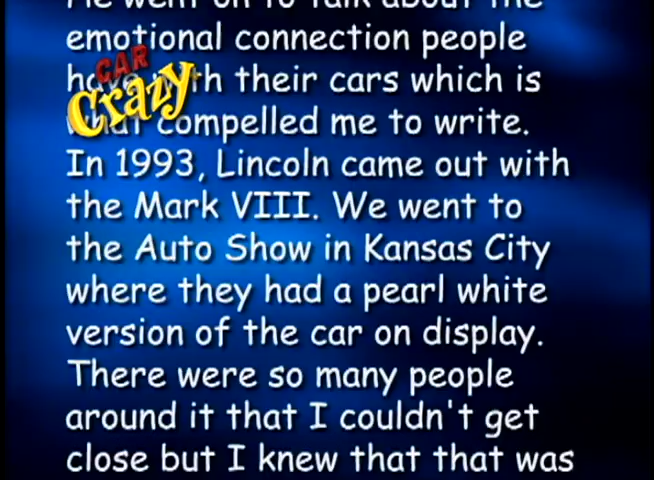 He went on to talk about the
emotional connection people
have with their cars which is
what compelled me to write.
In 1993, Lincoln came out with
the Mark VIII. We went to
the Auto Show in Kansas City
where they had a pearl white
version of the car on display.
There were so many people
around it that I couldn't get
close but I knew that that was
CAR
Crazy